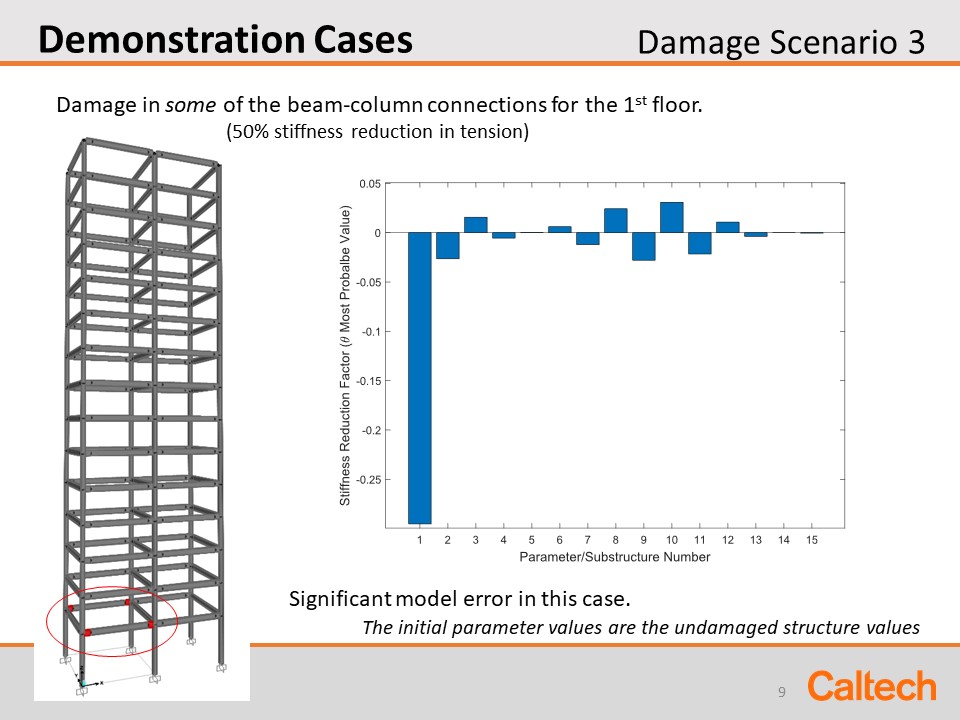 Demonstration Cases
Damage Scenario 3
Damage in some of the beam-column connections for the 1st floor.
(50% stiffness reduction in tension)
0.05
0
-0.05
-0.1
-0.15
-0.2
-0.25
Stiffness Reduction Factor (θ Most Probalbe Value)
1 2 3 4 5 6 7 8 9 10 11 12 13 14 15
Parameter/Substructure Number
Significant model error in this case.
The initial parameter values are the undamaged structure values
X
9
Caltech